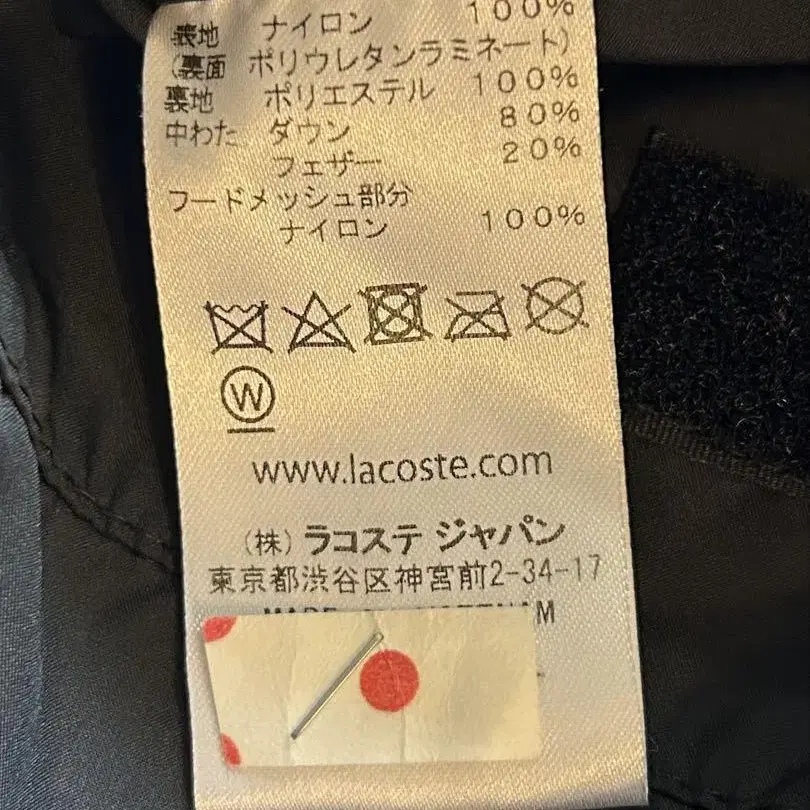 表地 ナイロン 100%
(裏面 ポリウレタンラミネート)
裏地 ポリエステル 100%
中わた ダウン 80%
フェザー 20%
フードメッシュ部分
ナイロン 100%
W
www.lacoste.com
(株) ラコステ ジャパン
東京都渋谷区神宮前2-34-17